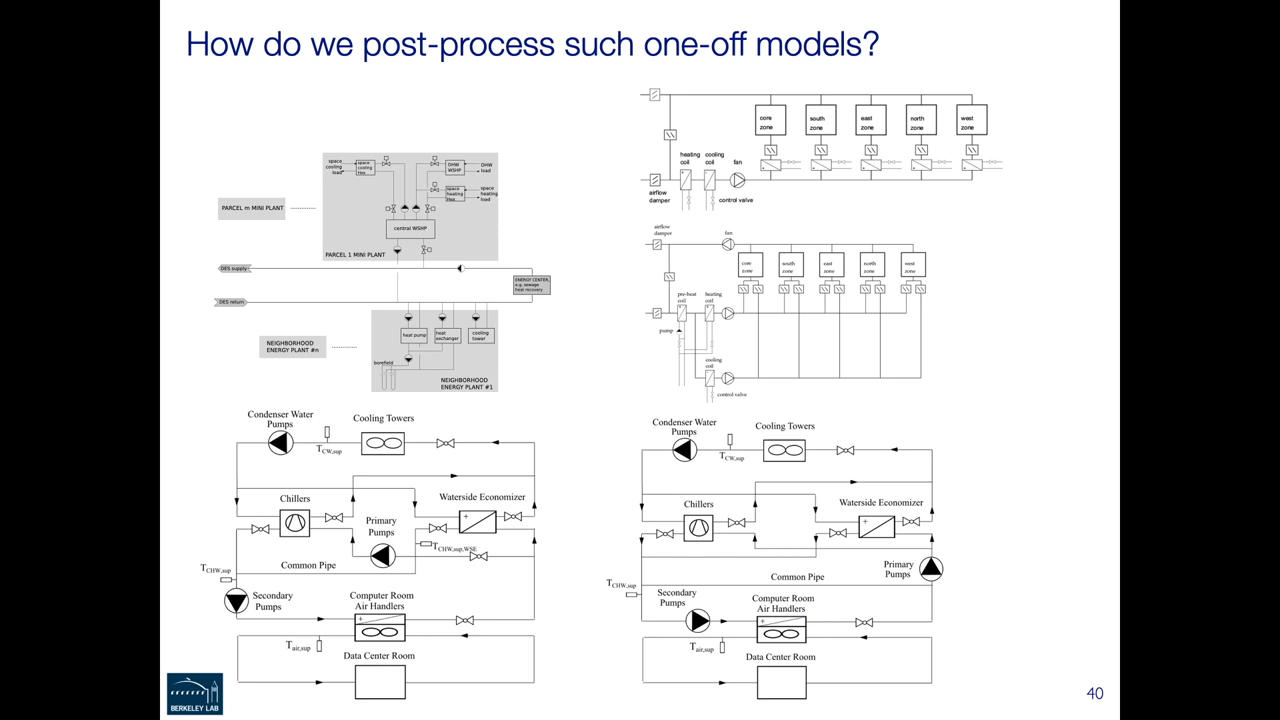 How do we post-process such one-off models?
space
cooling
load
space
cooling
Hex
DHW
WSHP
DHW
load
space
heating
Hex
space
heating
load
PARCEL m MINI PLANT
central WSHP
PARCEL 1 MINI PLANT
DES supply
ENERGY CENTER,
e.g. sewage
heat recovery
DES return
heat pump
heat
exchanger
cooling
tower
NEIGHBORHOOD
ENERGY PLANT #n
borefield
NEIGHBORHOOD
ENERGY PLANT #1
core
zone
south
zone
east
zone
north
zone
west
zone
heating
coil
cooling
coil
fan
airflow
damper
control valve
airflow
damper
fan
core
zone
south
zone
east
zone
north
zone
west
zone
pre-heat
coil
heating
coil
pump
cooling
coil
control valve
Condenser Water
Pumps
Cooling Towers
TCW,sup
Chillers
Waterside Economizer
Primary
Pumps
TCHW,sup,WSE
Common Pipe
TCHW,sup
Secondary
Pumps
Computer Room
Air Handlers
Tair,sup
Data Center Room
Condenser Water
Pumps
Cooling Towers
TCW,sup
Chillers
Waterside Economizer
Primary
Pumps
Common Pipe
TCHW,sup
Secondary
Pumps
Computer Room
Air Handlers
Tair,sup
Data Center Room
BERKELEY LAB
40